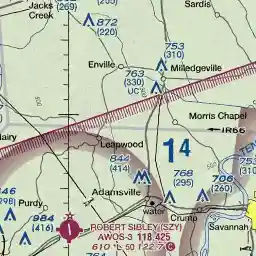 Jacks
Creek
(269)
872
(220)
Sardis
Enville
753
(310)
763
(330)
UC
Milledgeville
500
Morris Chapel
IR66
Leapwood
844
(414)
14
Adamsville
768
(295)
706
(260)
(298)
Purdy
984
(416)
water
Crump
Savannah
ROBERT SIBLEY (SZY)
AWOS-3 118.425
610 *L 50 122.7 C